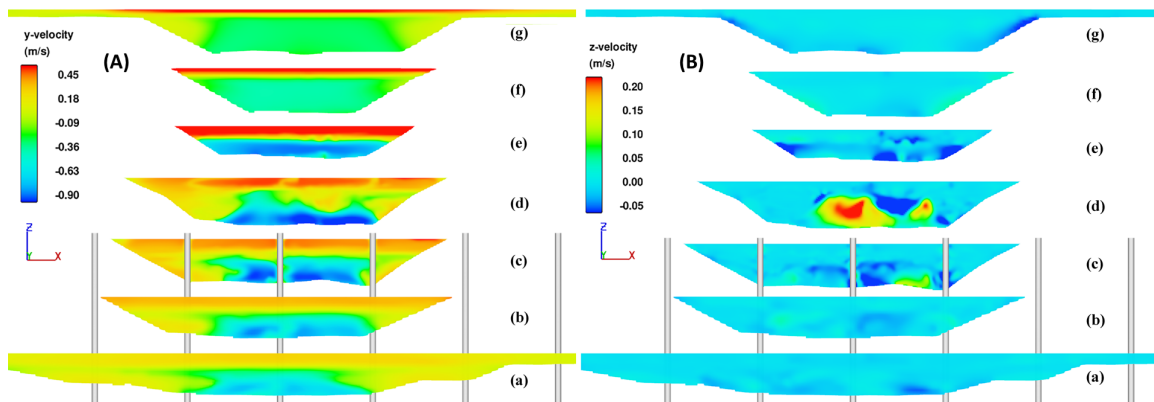 y-velocity
(m/s)
0.45
0.18
-0.09
-0.36
-0.63
-0.90
(A)
Z
Y
X
(g)
(f)
(e)
(d)
(c)
(b)
(a)
z-velocity
(m/s)
0.20
0.15
0.10
0.05
0.00
-0.05
(B)
Z
Y
X
(g)
(f)
(e)
(d)
(c)
(b)
(a)